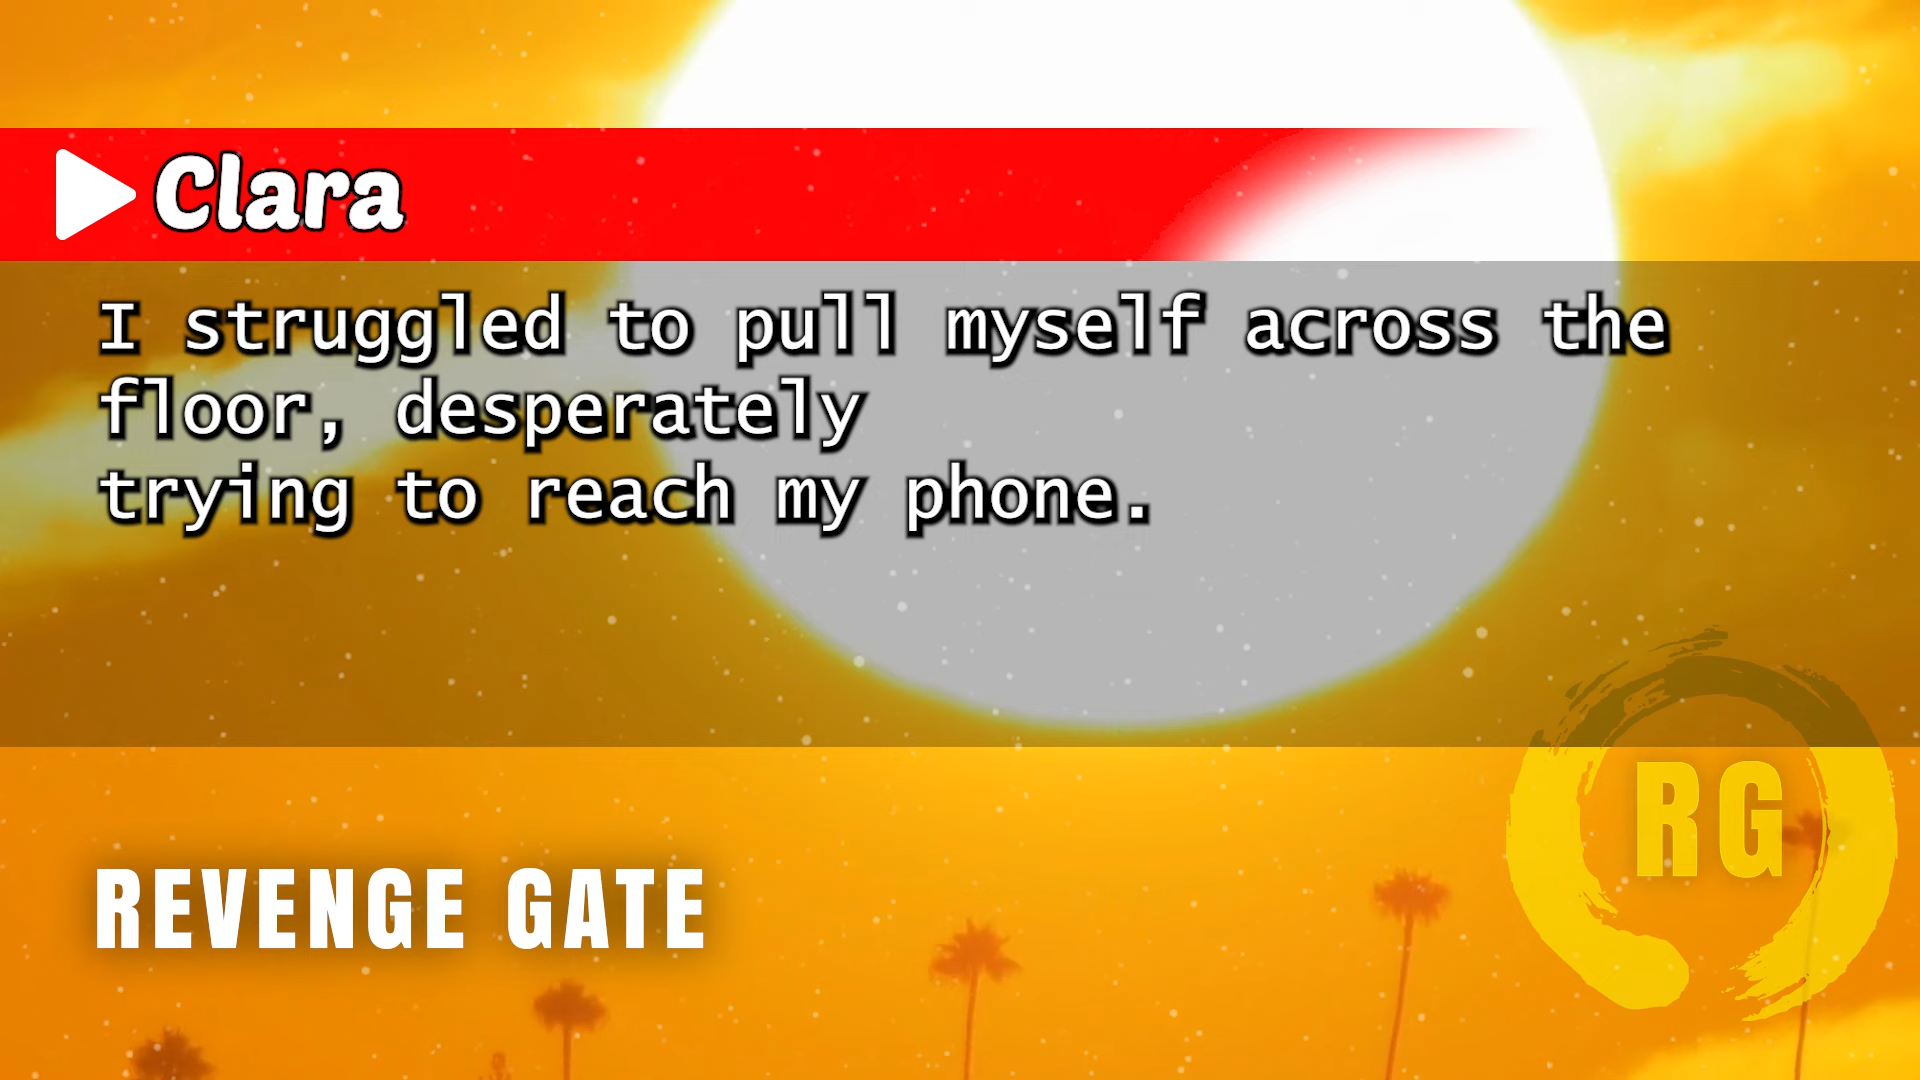 Clara
I struggled to pull myself across the
floor, desperately
trying to reach my phone.
RG
REVENGE GATE